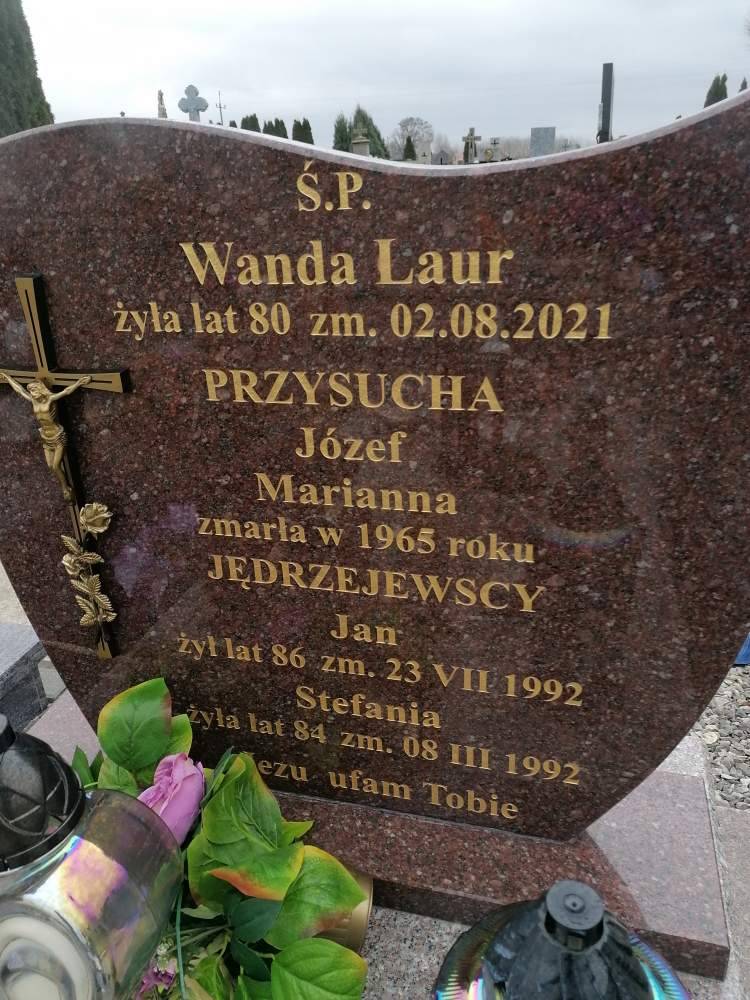 Ś.P.
Wanda Laur
żyła lat 80 zm. 02.08.2021
PRZYSUCHA
Józef
Marianna
zmarła w 1965 roku
JĘDRZEJEWSCY
Jan
żył lat 86 zm. 23 VII 1992
Stefania
żyła lat 84 zm. 08 III 1992
Jezu ufam Tobie